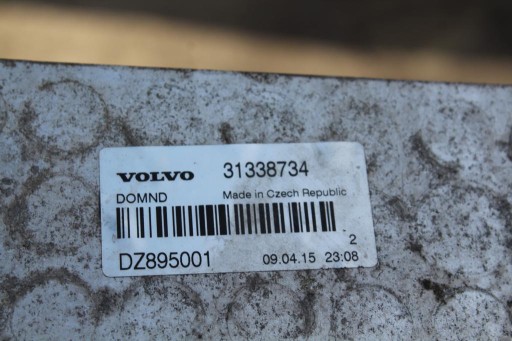 VOLVO 31338734
DOMND Made in Czech Republic
2
DZ895001 09.04.15 23:08